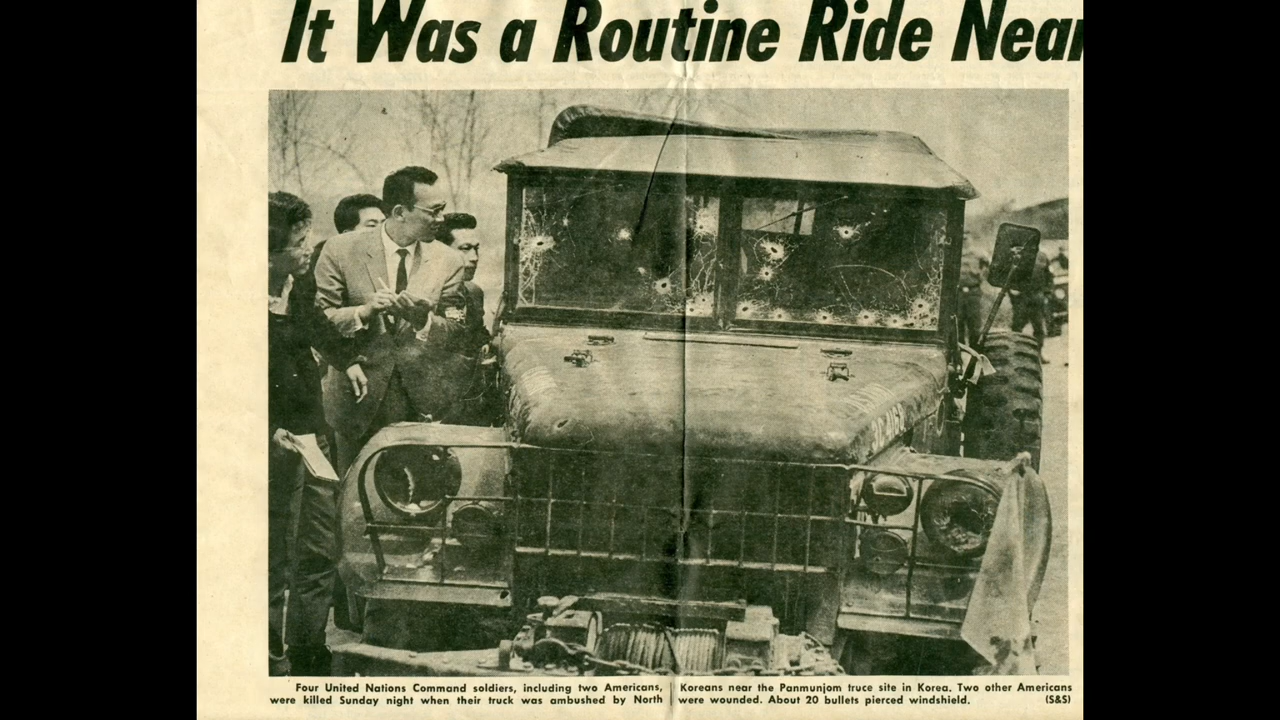 It Was a Routine Ride Near
Four United Nations Command soldiers, including two Americans,
were killed Sunday night when their truck was ambushed by North
Koreans near the Panmunjom truce site in Korea. Two other Americans
were wounded. About 20 bullets pierced windshield. (S&S)